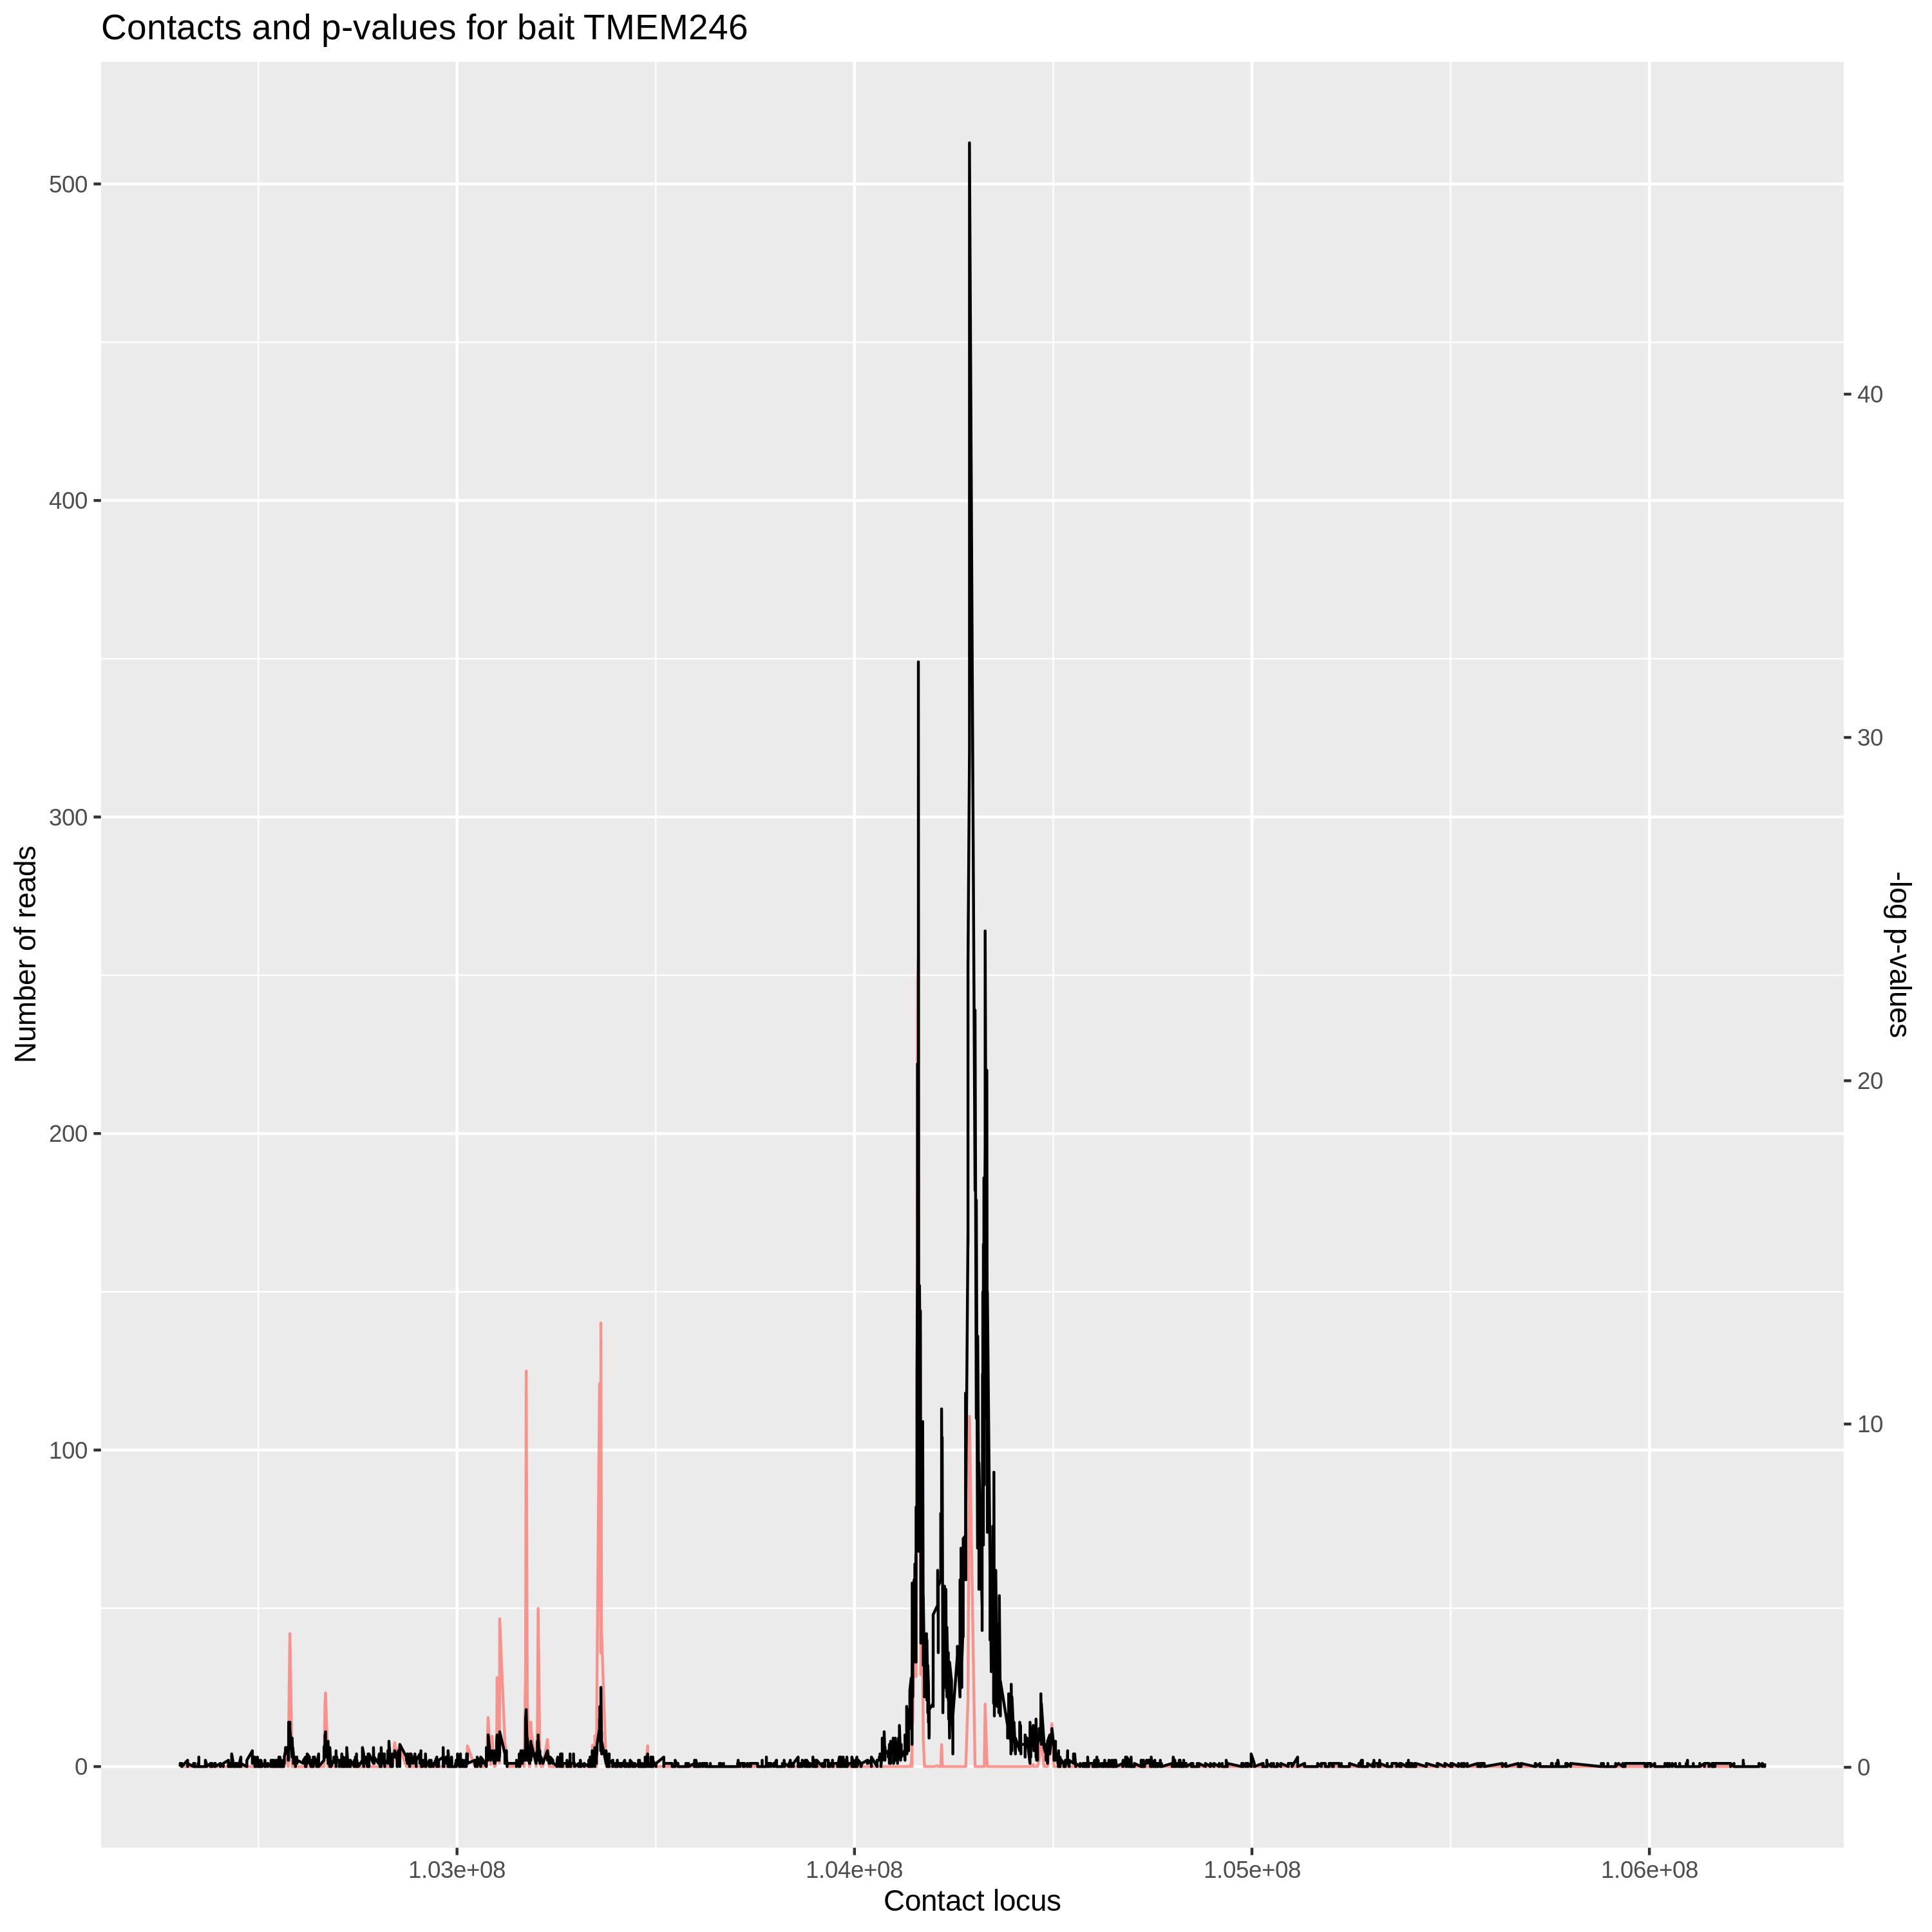 Contacts and p-values for bait TMEM246
500
400
300
200
100
0
Number of reads
40
30
20
10
0
-log p-values
1.03e+08
1.04e+08
1.05e+08
1.06e+08
Contact locus